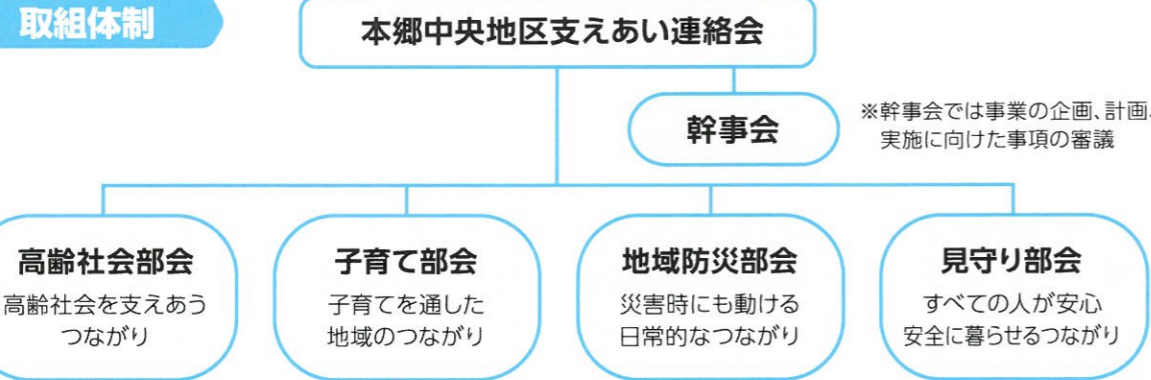 取組体制
本郷中央地区支えあい連絡会
幹事会
※幹事会では事業の企画、計画、
実施に向けた事項の審議
高齢社会部会
高齢社会を支えあう
つながり
子育て部会
子育てを通した
地域のつながり
地域防災部会
災害時にも動ける
日常的なつながり
見守り部会
すべての人が安心
安全に暮らせるつながり